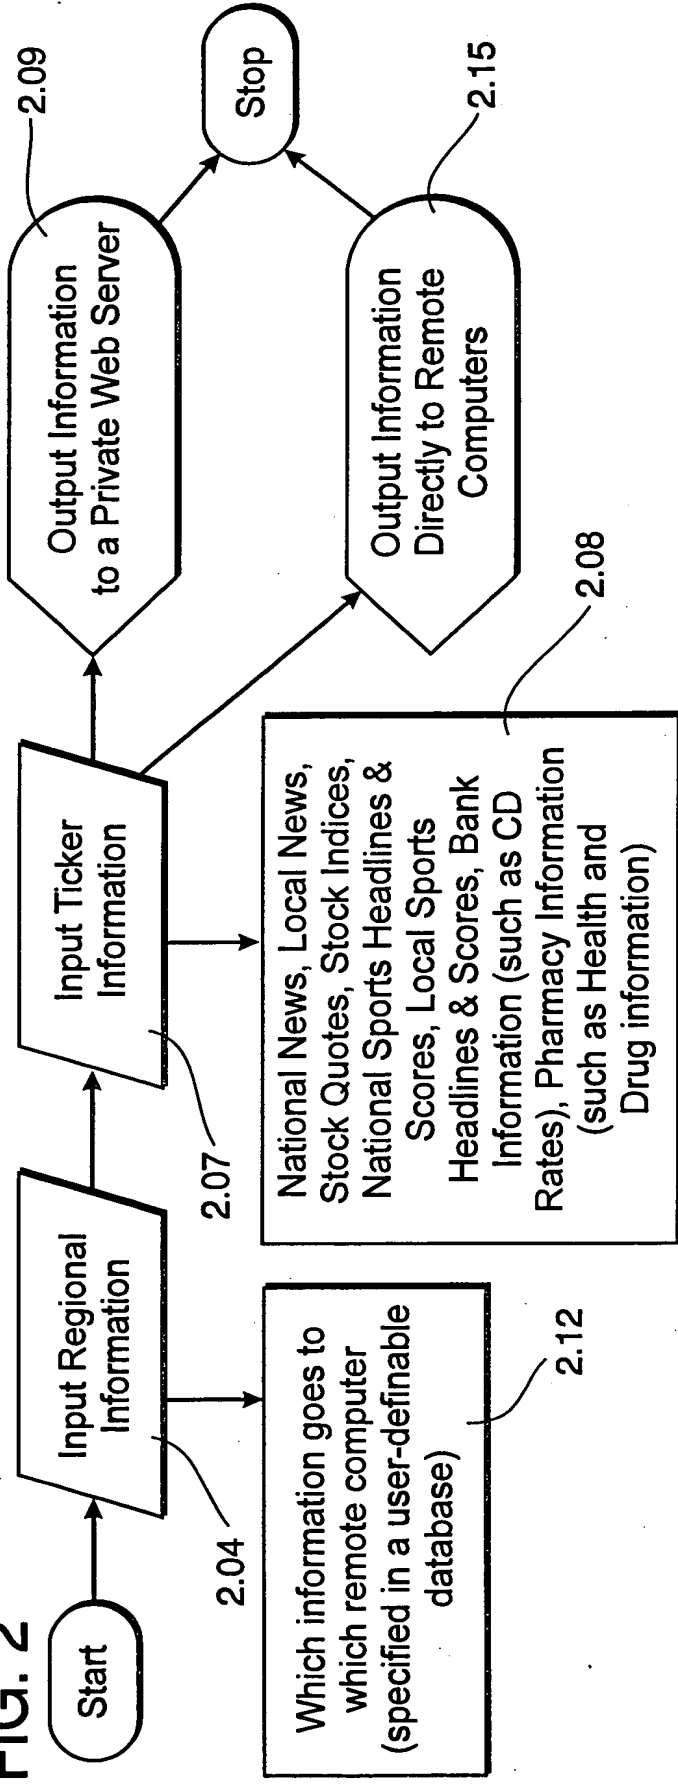 FIG. 2
Start
Input Regional
Information
2.04
Which information goes to
which remote computer
(specified in a user-definable
database)
2.12
Input Ticker
Information
2.07
National News, Local News,
Stock Quotes, Stock Indices,
National Sports Headlines &
Scores, Local Sports
Headlines & Scores, Bank
Information (such as CD
Rates), Pharmacy Information
(such as Health and
Drug information)
2.08
Output Information
to a Private Web Server
2.09
Output Information
Directly to Remote
Computers
2.15
Stop